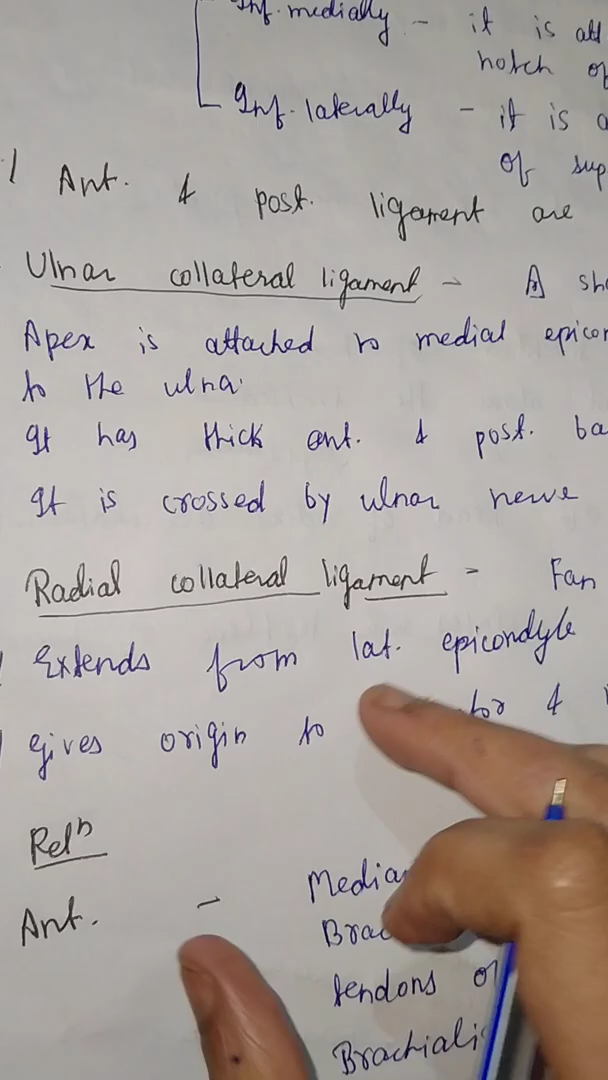 Inf. medially - it is att
notch of
Inf. laterally - it is a
of sup
Ant. & post. ligament are
Ulnar collateral ligament - A sh
Apex is attached to medial epicon
to the ulna.
It has thick ant. & post. ba
It is crossed by ulnar nerve
Radial collateral ligament - Fan
Extends from lat. epicondyle
gives origin to tor &
Relⁿ
Ant. - Media
Brac
tendons of
Brachialis